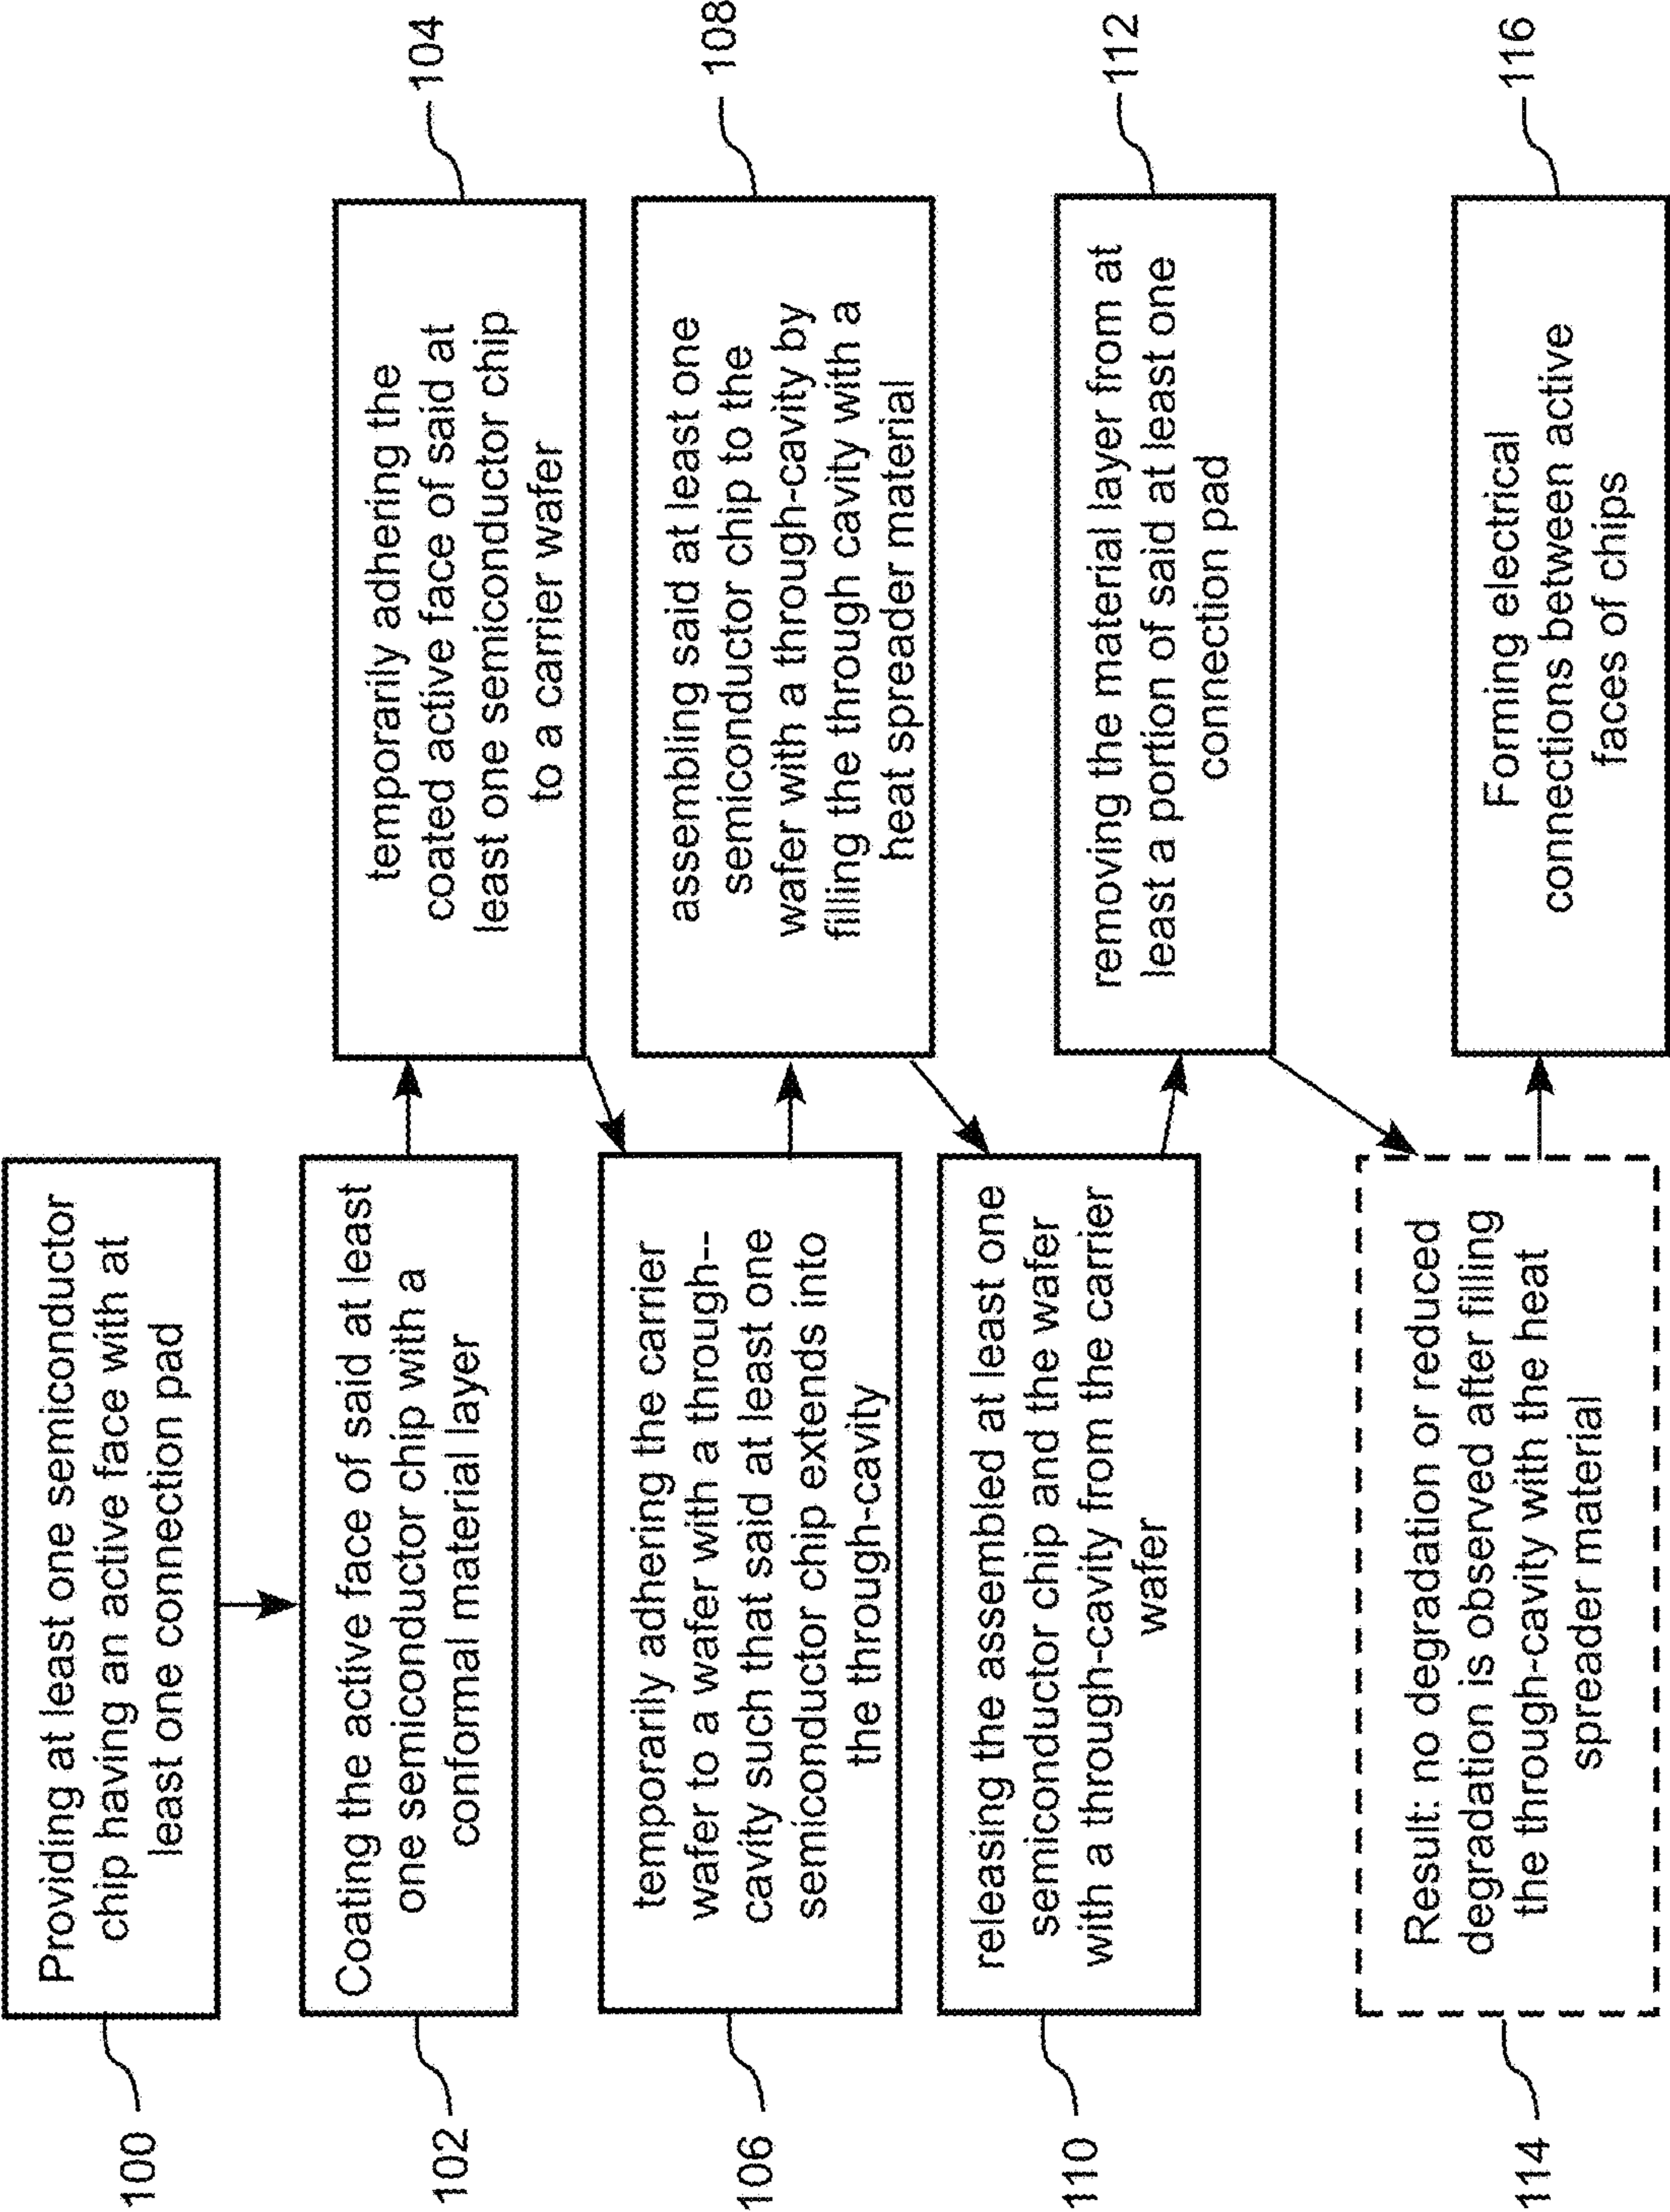 100
Providing at least one semiconductor
chip having an active face with at
least one connection pad
102
Coating the active face of said at least
one semiconductor chip with a
conformal material layer
104
temporarily adhering the
coated active face of said at
least one semiconductor chip
to a carrier wafer
106
temporarily adhering the carrier
wafer to a wafer with a through--
cavity such that said at least one
semiconductor chip extends into
the through-cavity
108
assembling said at least one
semiconductor chip to the
wafer with a through-cavity by
filling the through cavity with a
heat spreader material
110
releasing the assembled at least one
semiconductor chip and the wafer
with a through-cavity from the carrier
wafer
112
removing the material layer from at
least a portion of said at least one
connection pad
114
Result: no degradation or reduced
degradation is observed after filling
the through-cavity with the heat
spreader material
116
Forming electrical
connections between active
faces of chips